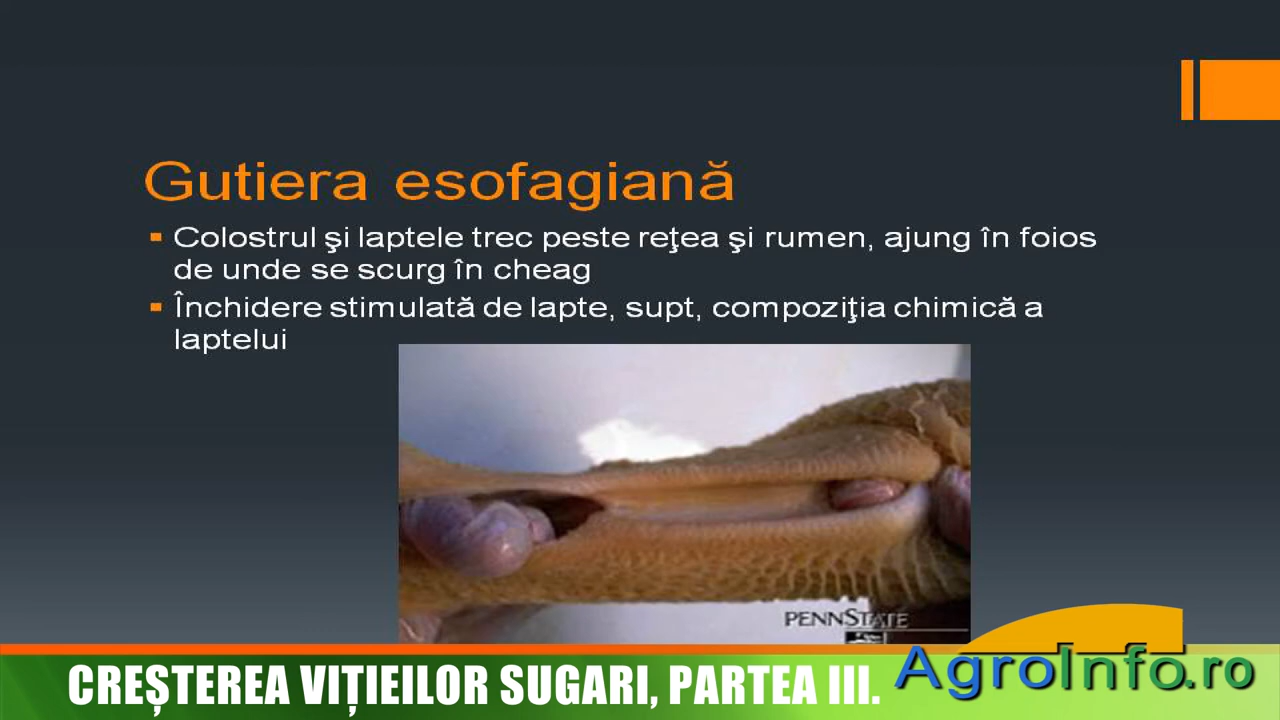 Gutiera esofagiană
Colostrul şi laptele trec peste reţea şi rumen, ajung în foios
de unde se scurg în cheag
Închidere stimulată de lapte, supt, compoziţia chimică a
laptelui
PENNSTATE
CREȘTEREA VIȚIEILOR SUGARI, PARTEA III.
AgroInfo.ro